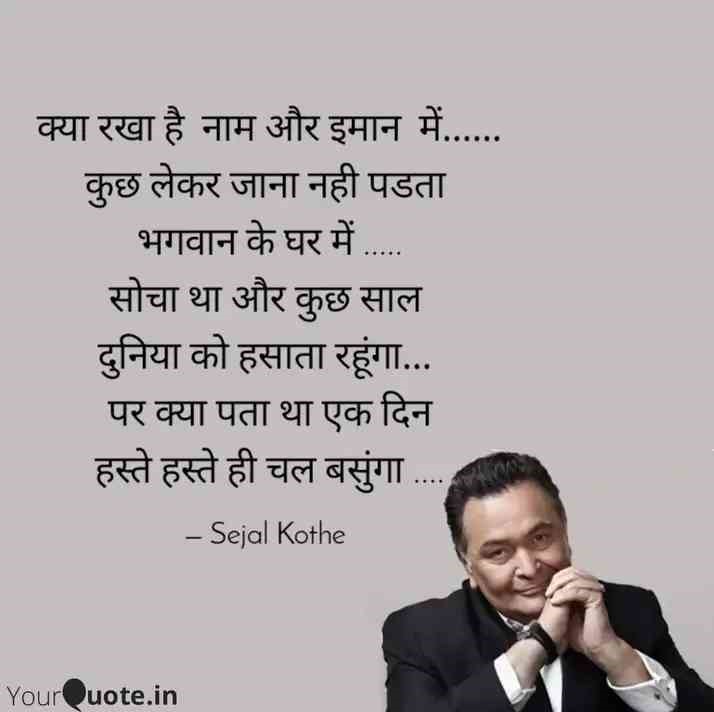 क्या रखा है नाम और इमान में......
कुछ लेकर जाना नही पडता
भगवान के घर में .....
सोचा था और कुछ साल
दुनिया को हसाता रहूंगा...
पर क्या पता था एक दिन
हस्ते हस्ते ही चल बसुंगा ....
– Sejal Kothe
YourQuote.in